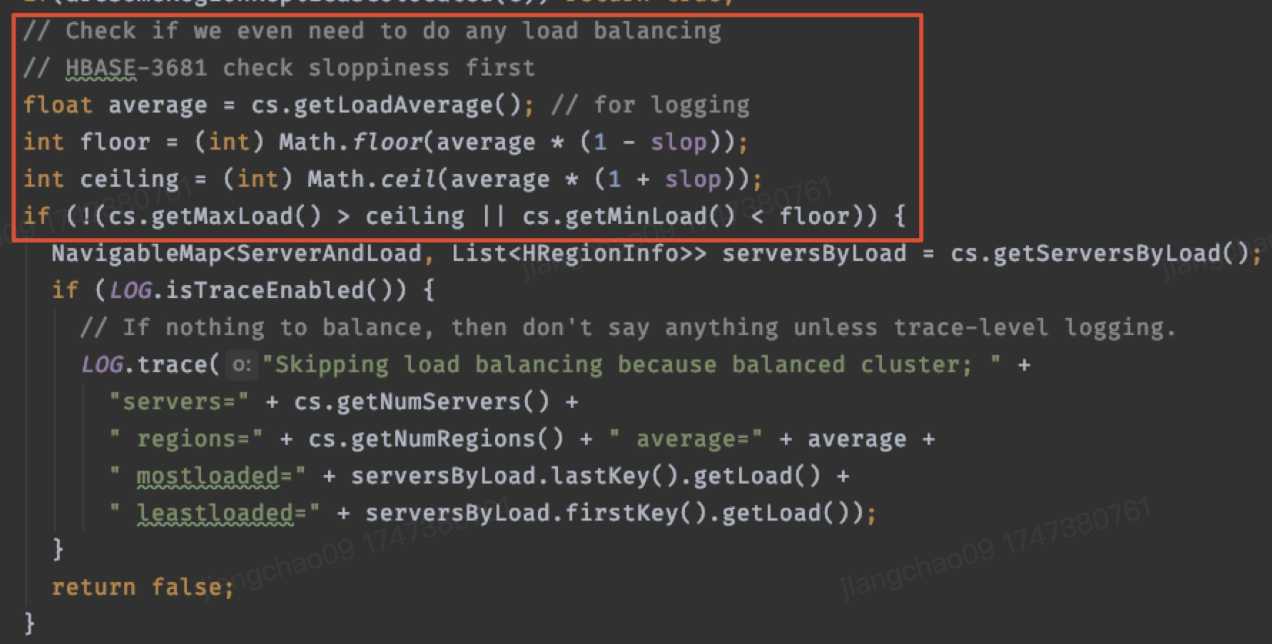 // Check if we even need to do any load balancing
// HBASE-3681 check sloppiness first
float average = cs.getLoadAverage(); // for logging
int floor = (int) Math.floor(average * (1 - slop));
int ceiling = (int) Math.ceil(average * (1 + slop));
if (!(cs.getMaxLoad() > ceiling || cs.getMinLoad() < floor)) {
NavigableMap<ServerAndLoad, List<HRegionInfo>> serversByLoad = cs.getServersByLoad();
if (LOG.isTraceEnabled()) {
// If nothing to balance, then don't say anything unless trace-level logging.
LOG.trace( o: "Skipping load balancing because balanced cluster; " +
"servers=" + cs.getNumServers() +
" regions=" + cs.getNumRegions() + " average=" + average +
" mostloaded=" + serversByLoad.lastKey().getLoad() +
" leastloaded=" + serversByLoad.firstKey().getLoad());
}
return false;
}
jiangchao09 1747380761
jiangchao09 1747380761